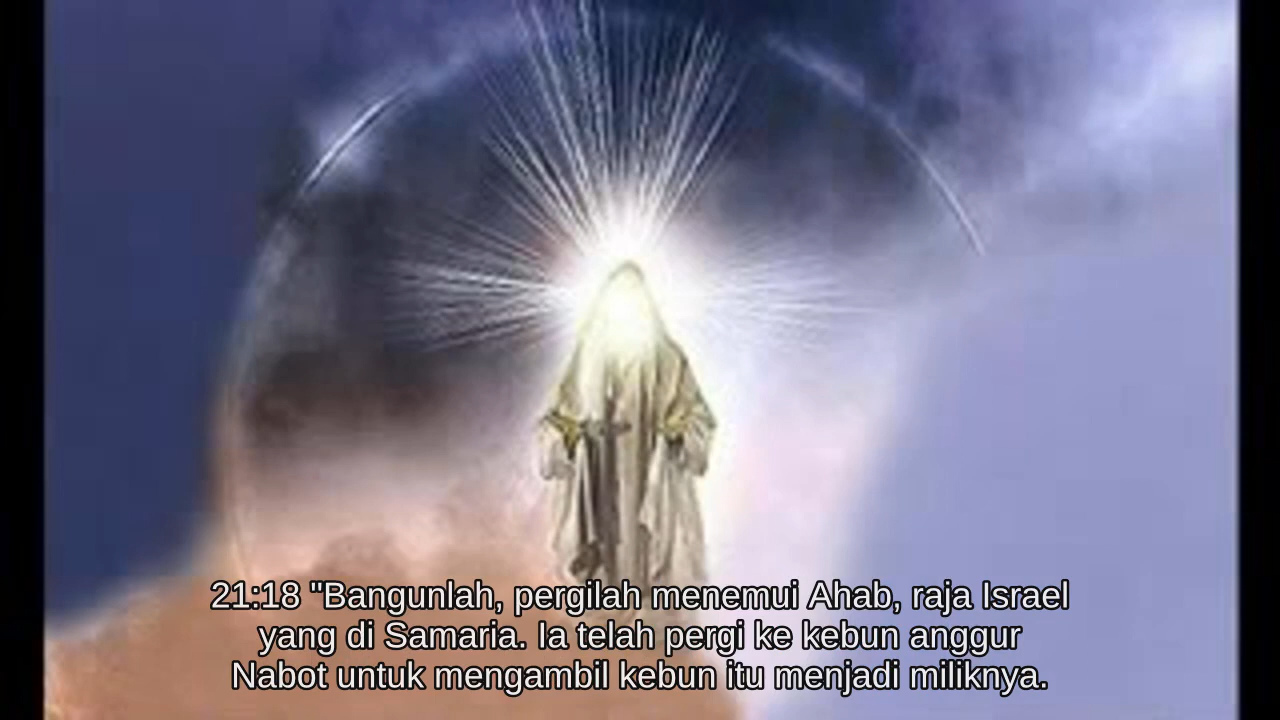 21:18 "Bangunlah, pergilah menemui Ahab, raja Israel
yang di Samaria. Ia telah pergi ke kebun anggur
Nabot untuk mengambil kebun itu menjadi miliknya.